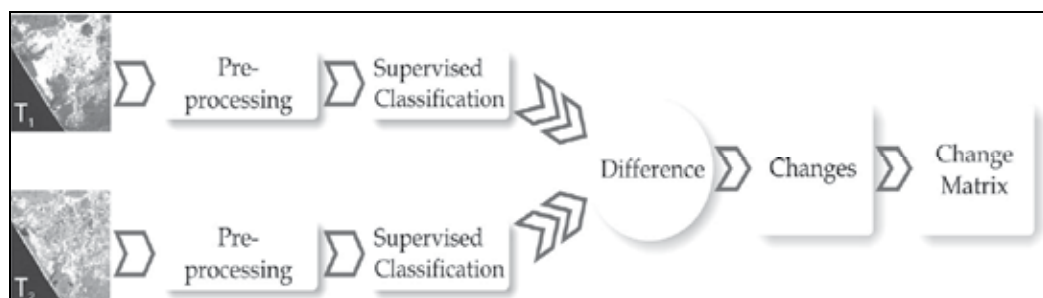 T₁
Pre-
processing
Supervised
Classification
Difference
Changes
Change
Matrix
T₂
Pre-
processing
Supervised
Classification